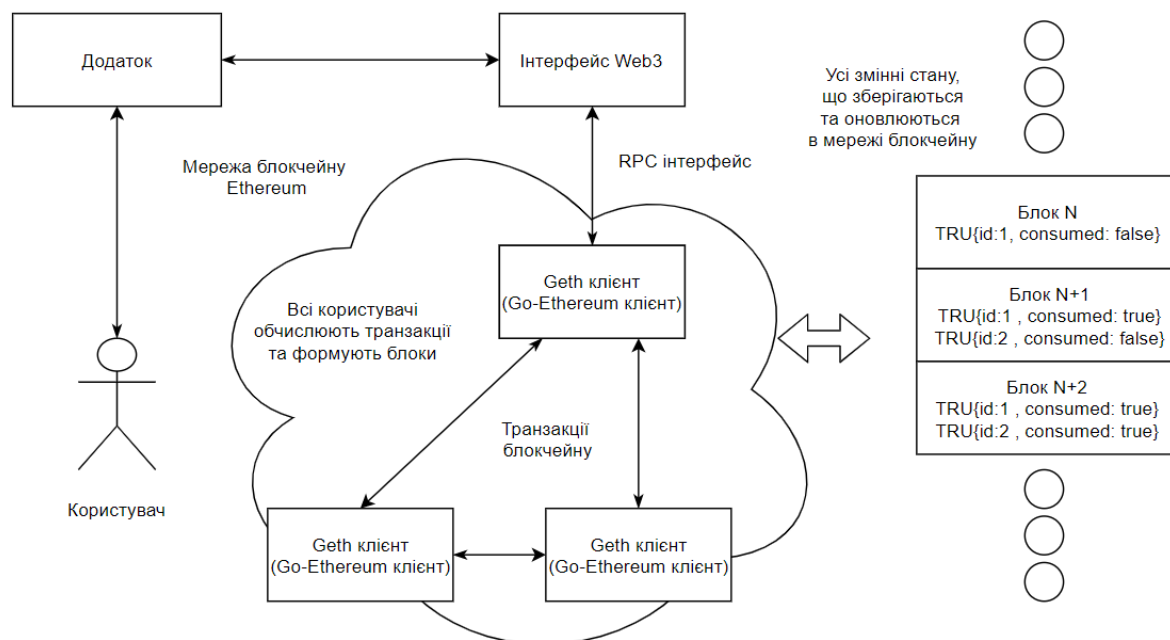 Додаток
Інтерфейс Web3
Усі змінні стану,
що зберігаються
та оновлюються
в мережі блокчейну
Мережа блокчейну
Ethereum
RPC інтерфейс
Блок N
TRU{id:1, consumed: false}
Geth клієнт
(Go-Ethereum клієнт)
Всі користувачі
обчислюють транзакції
та формують блоки
Блок N+1
TRU{id:1 , consumed: true}
TRU{id:2 , consumed: false}
Блок N+2
TRU{id:1 , consumed: true}
TRU{id:2 , consumed: true}
Транзакції
блокчейну
Користувач
Geth клієнт
(Go-Ethereum клієнт)
Geth клієнт
(Go-Ethereum клієнт)